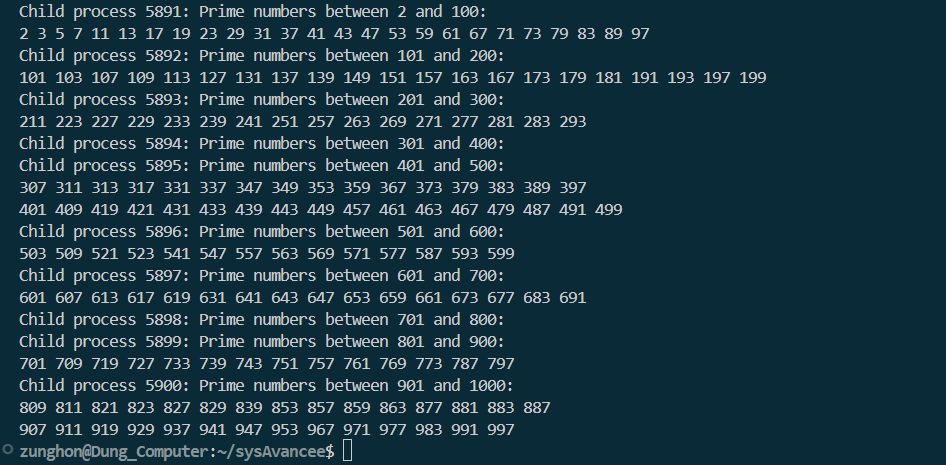 Child process 5891: Prime numbers between 2 and 100:
2 3 5 7 11 13 17 19 23 29 31 37 41 43 47 53 59 61 67 71 73 79 83 89 97
Child process 5892: Prime numbers between 101 and 200:
101 103 107 109 113 127 131 137 139 149 151 157 163 167 173 179 181 191 193 197 199
Child process 5893: Prime numbers between 201 and 300:
211 223 227 229 233 239 241 251 257 263 269 271 277 281 283 293
Child process 5894: Prime numbers between 301 and 400:
Child process 5895: Prime numbers between 401 and 500:
307 311 313 317 331 337 347 349 353 359 367 373 379 383 389 397
401 409 419 421 431 433 439 443 449 457 461 463 467 479 487 491 499
Child process 5896: Prime numbers between 501 and 600:
503 509 521 523 541 547 557 563 569 571 577 587 593 599
Child process 5897: Prime numbers between 601 and 700:
601 607 613 617 619 631 641 643 647 653 659 661 673 677 683 691
Child process 5898: Prime numbers between 701 and 800:
Child process 5899: Prime numbers between 801 and 900:
701 709 719 727 733 739 743 751 757 761 769 773 787 797
Child process 5900: Prime numbers between 901 and 1000:
809 811 821 823 827 829 839 853 857 859 863 877 881 883 887
907 911 919 929 937 941 947 953 967 971 977 983 991 997
zunghon@Dung_Computer:~/sysAvancee$